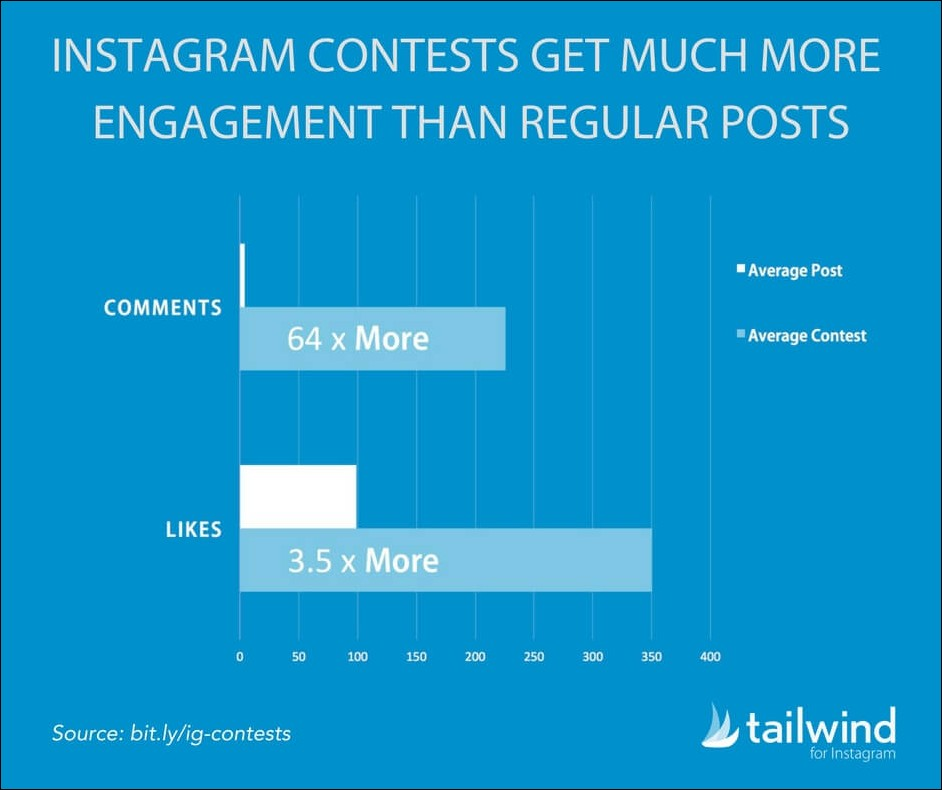 INSTAGRAM CONTESTS GET MUCH MORE
ENGAGEMENT THAN REGULAR POSTS
Average Post
COMMENTS
Average Contest
64 x More
LIKES
3.5 x More
0 50 100 150 200 250 300 350 400
Source: bit.ly/ig-contests
tailwind
for Instagram